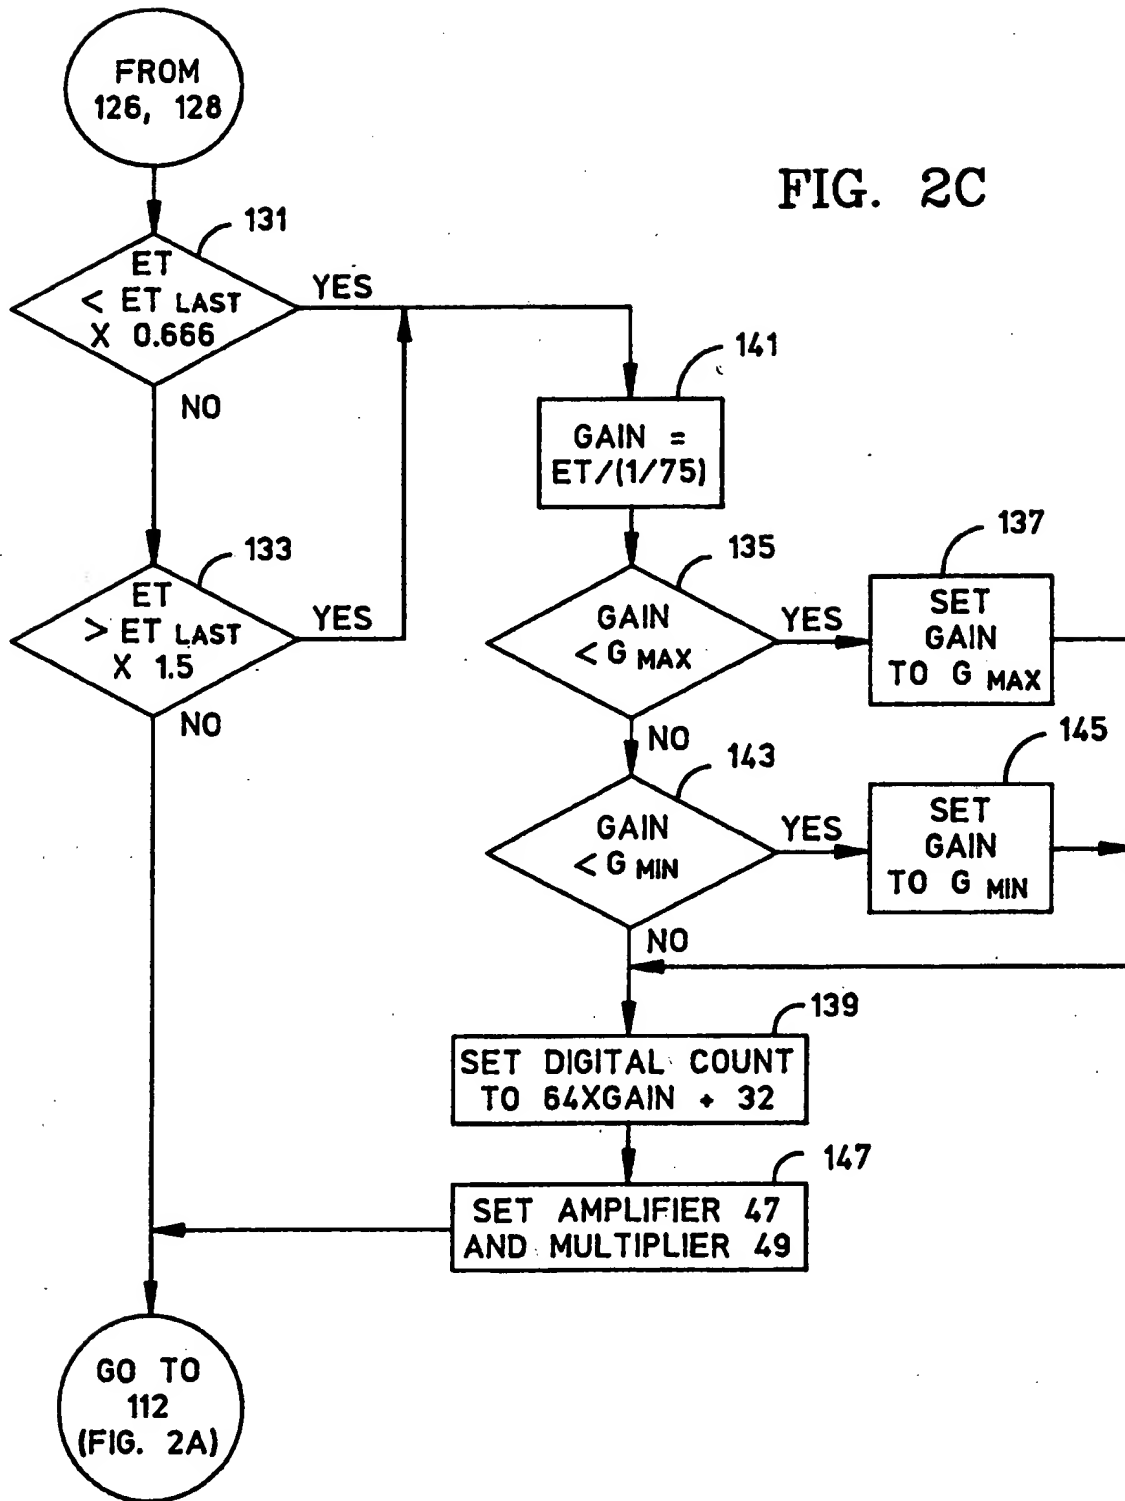 FROM
126, 128
FIG. 2C
131
ET
< ET LAST
X 0.666
YES
NO
141
GAIN =
ET/(1/75)
133
ET
> ET LAST
X 1.5
YES
NO
135
GAIN
< G MAX
YES
NO
137
SET
GAIN
TO G MAX
143
GAIN
< G MIN
YES
NO
145
SET
GAIN
TO G MIN
139
SET DIGITAL COUNT
TO 64XGAIN + 32
147
SET AMPLIFIER 47
AND MULTIPLIER 49
GO TO
112
(FIG. 2A)